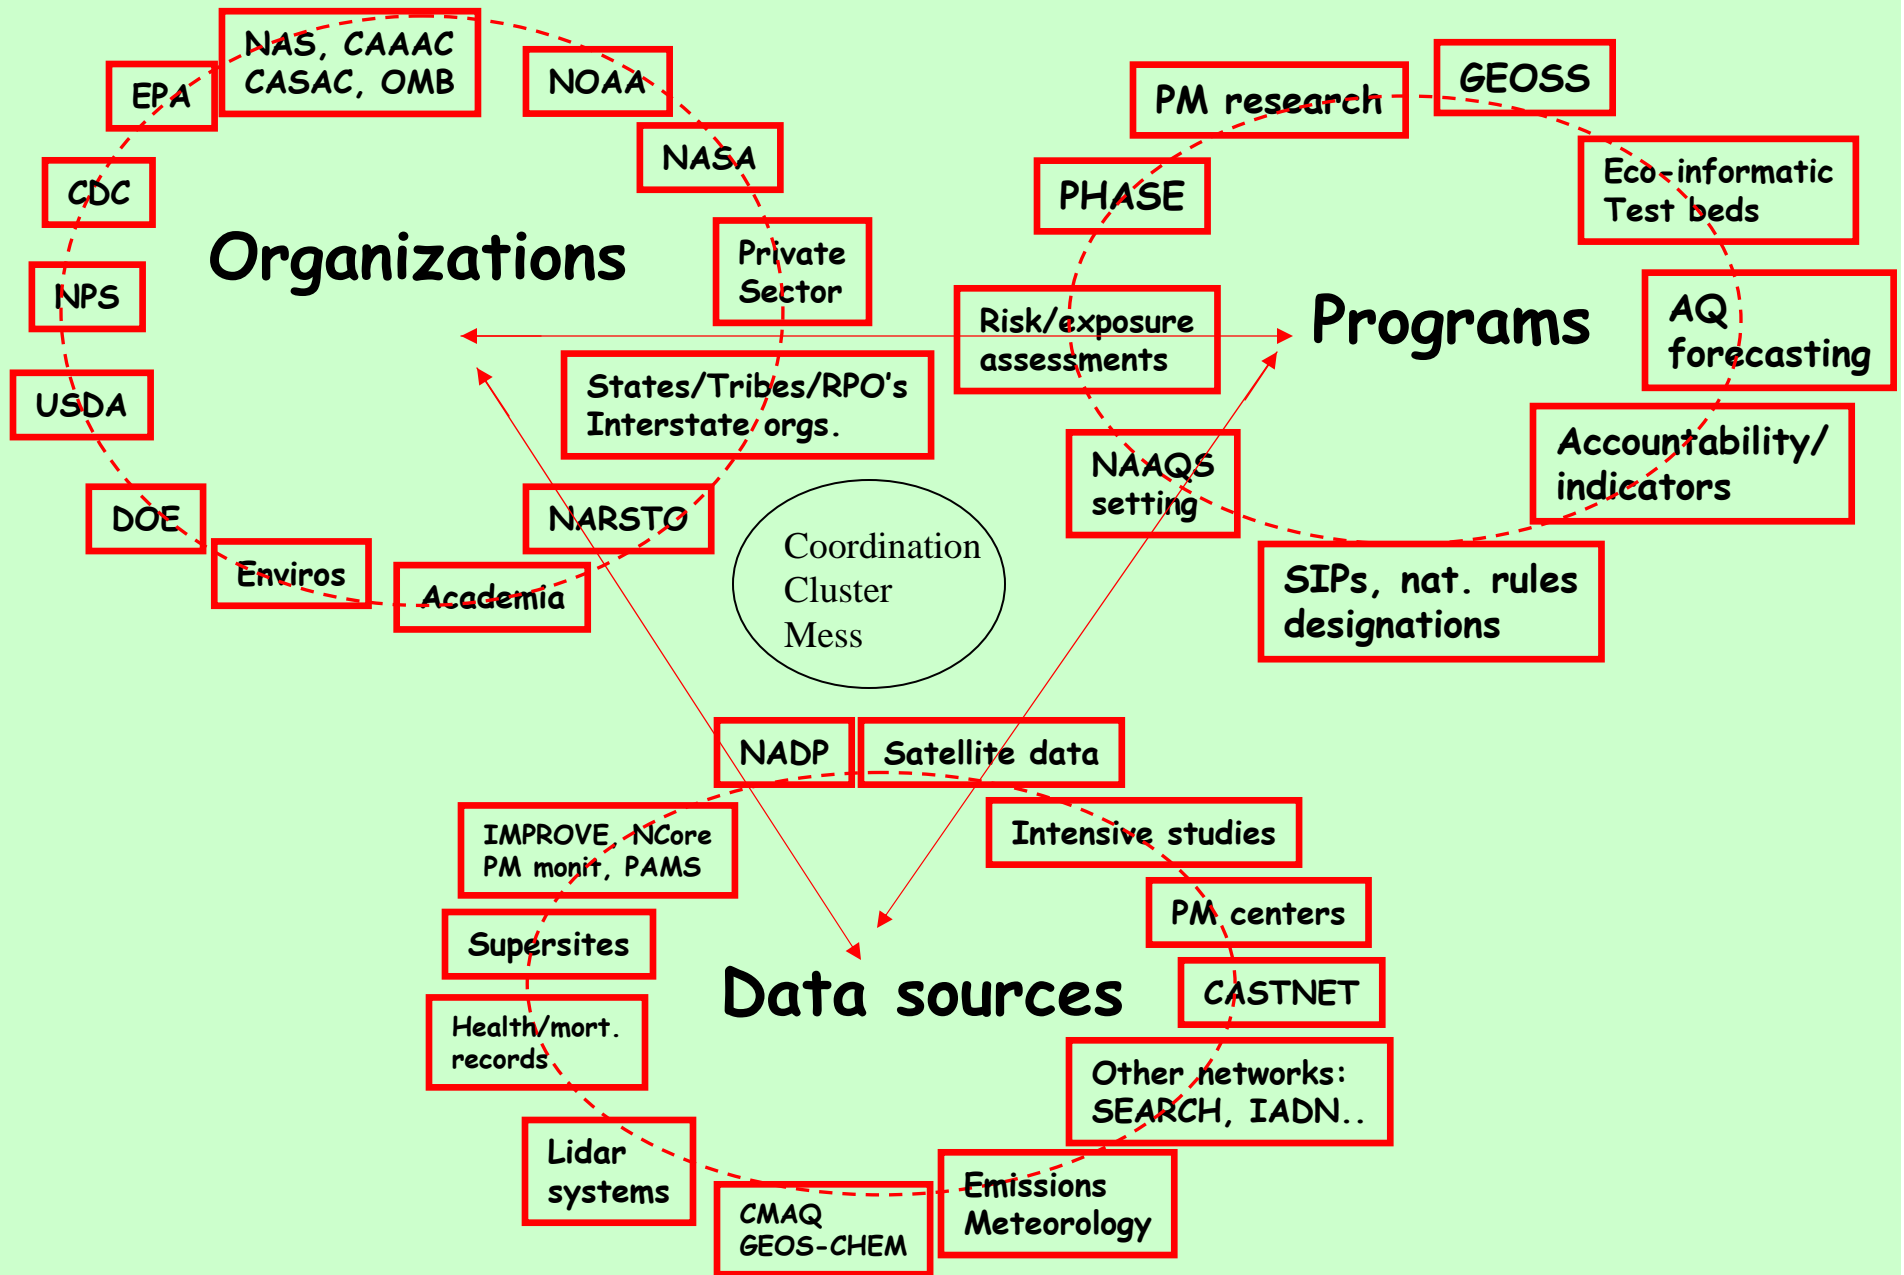 NAS, CAAAC
CASAC, OMB
EPA
NOAA
NASA
CDC
Organizations
Private
Sector
NPS
States/Tribes/RPO’s
Interstate orgs.
USDA
DOE
NARSTO
Enviros
Academia
PM research
GEOSS
PHASE
Eco-informatic
Test beds
Risk/exposure
assessments
Programs
AQ
forecasting
NAAQS
setting
Accountability/
indicators
SIPs, nat. rules
designations
Coordination
Cluster
Mess
NADP
Satellite data
IMPROVE, NCore
PM monit, PAMS
Intensive studies
Supersites
PM centers
Data sources
CASTNET
Health/mort.
records
Other networks:
SEARCH, IADN..
Lidar
systems
Emissions
Meteorology
CMAQ
GEOS-CHEM